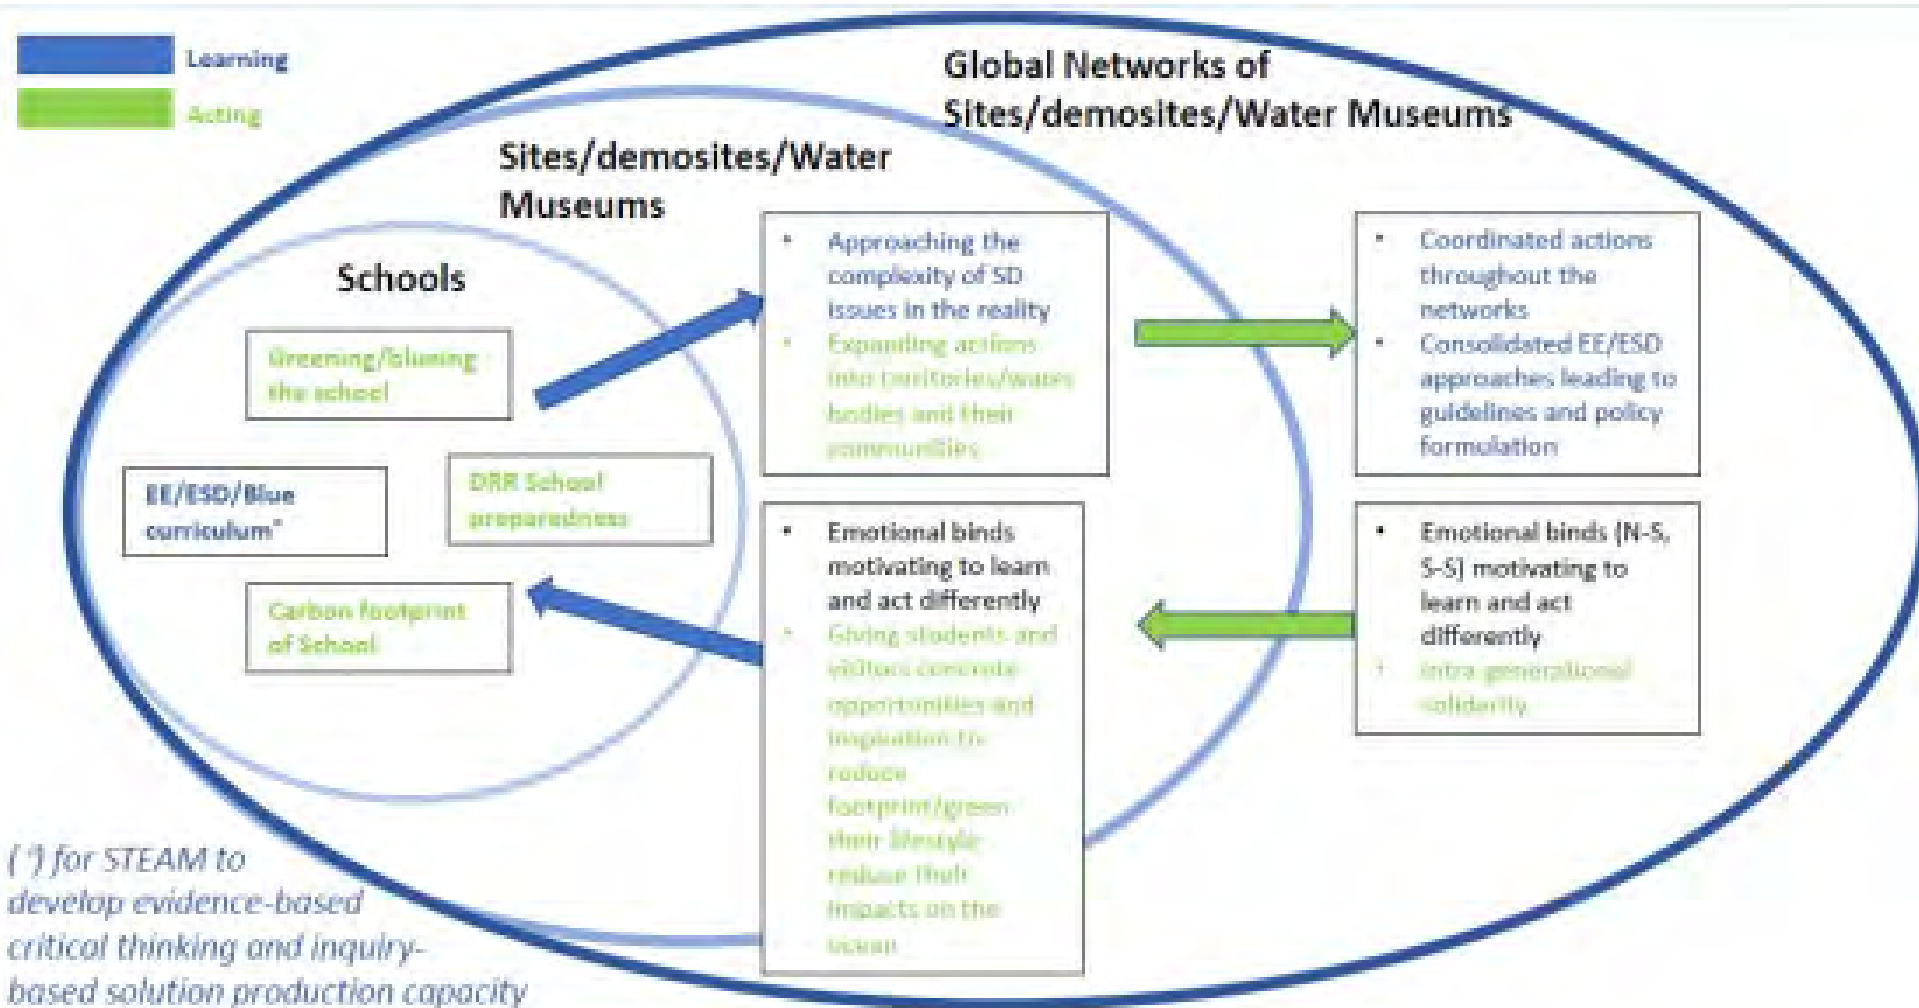 Learning
Acting
Global Networks of
Sites/demosites/Water Museums
Sites/demosites/Water
Museums
Schools
Greening/blueing
the school
EE/ESD/Blue
curriculum*
DRR School
preparedness
Carbon footprint
of School
• Approaching the
complexity of SD
issues in the reality
• Expanding actions
into territories/water
bodies and their
communities
• Emotional binds
motivating to learn
and act differently
• Giving students and
visitors concrete
opportunities and
inspiration to
reduce
footprint/green
their lifestyle
reduce their
impacts on the
ocean
• Coordinated actions
throughout the
networks
• Consolidated EE/ESD
approaches leading to
guidelines and policy
formulation
• Emotional binds (N-S,
S-S) motivating to
learn and act
differently
• Intra-generational
solidarity
(*) for STEAM to
develop evidence-based
critical thinking and inquiry-
based solution production capacity